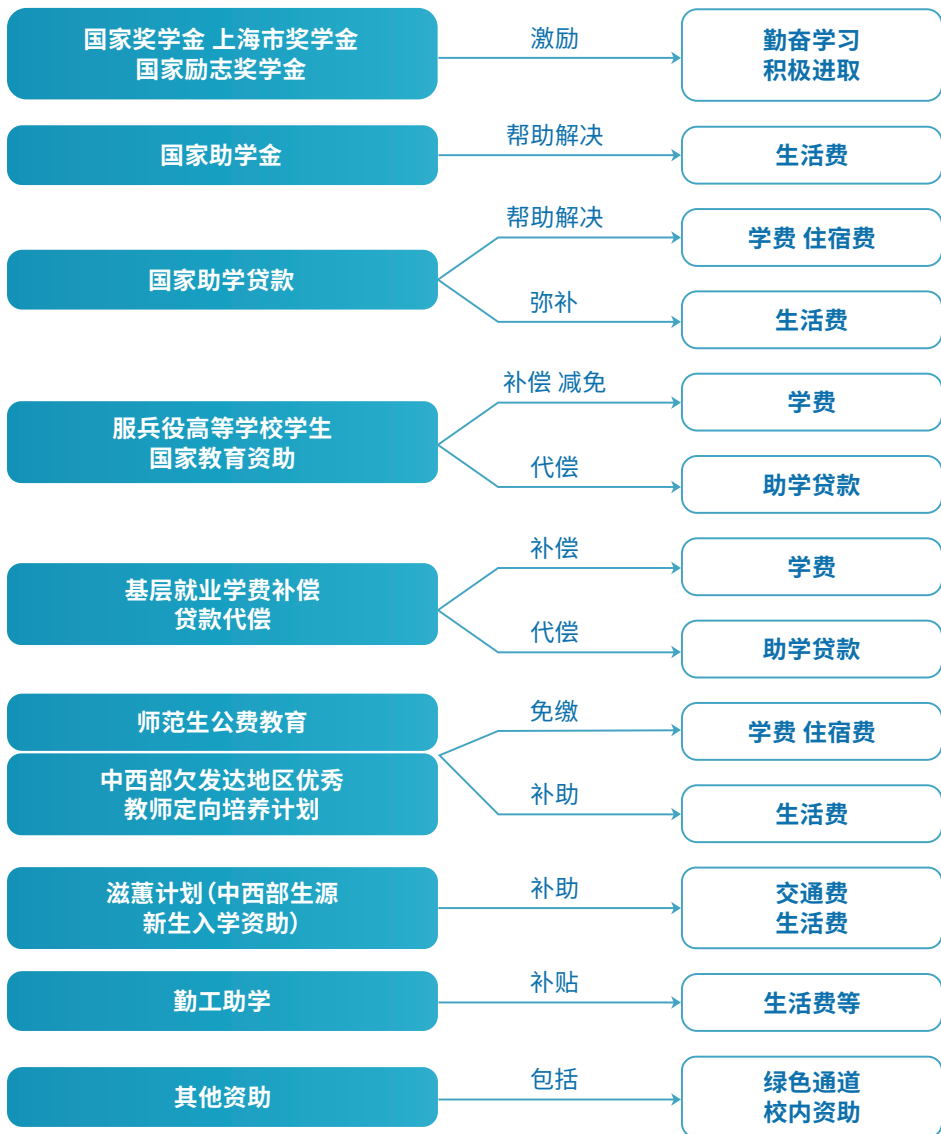 国家奖学金 上海市奖学金
国家励志奖学金
激励
勤奋学习
积极进取
国家助学金
帮助解决
生活费
国家助学贷款
帮助解决
学费 住宿费
弥补
生活费
服兵役高等学校学生
国家教育资助
补偿 减免
学费
代偿
助学贷款
基层就业学费补偿
贷款代偿
补偿
学费
代偿
助学贷款
师范生公费教育
中西部欠发达地区优秀
教师定向培养计划
免缴
学费 住宿费
补助
生活费
滋蕙计划(中西部生源
新生入学资助)
补助
交通费
生活费
勤工助学
补贴
生活费等
其他资助
包括
绿色通道
校内资助